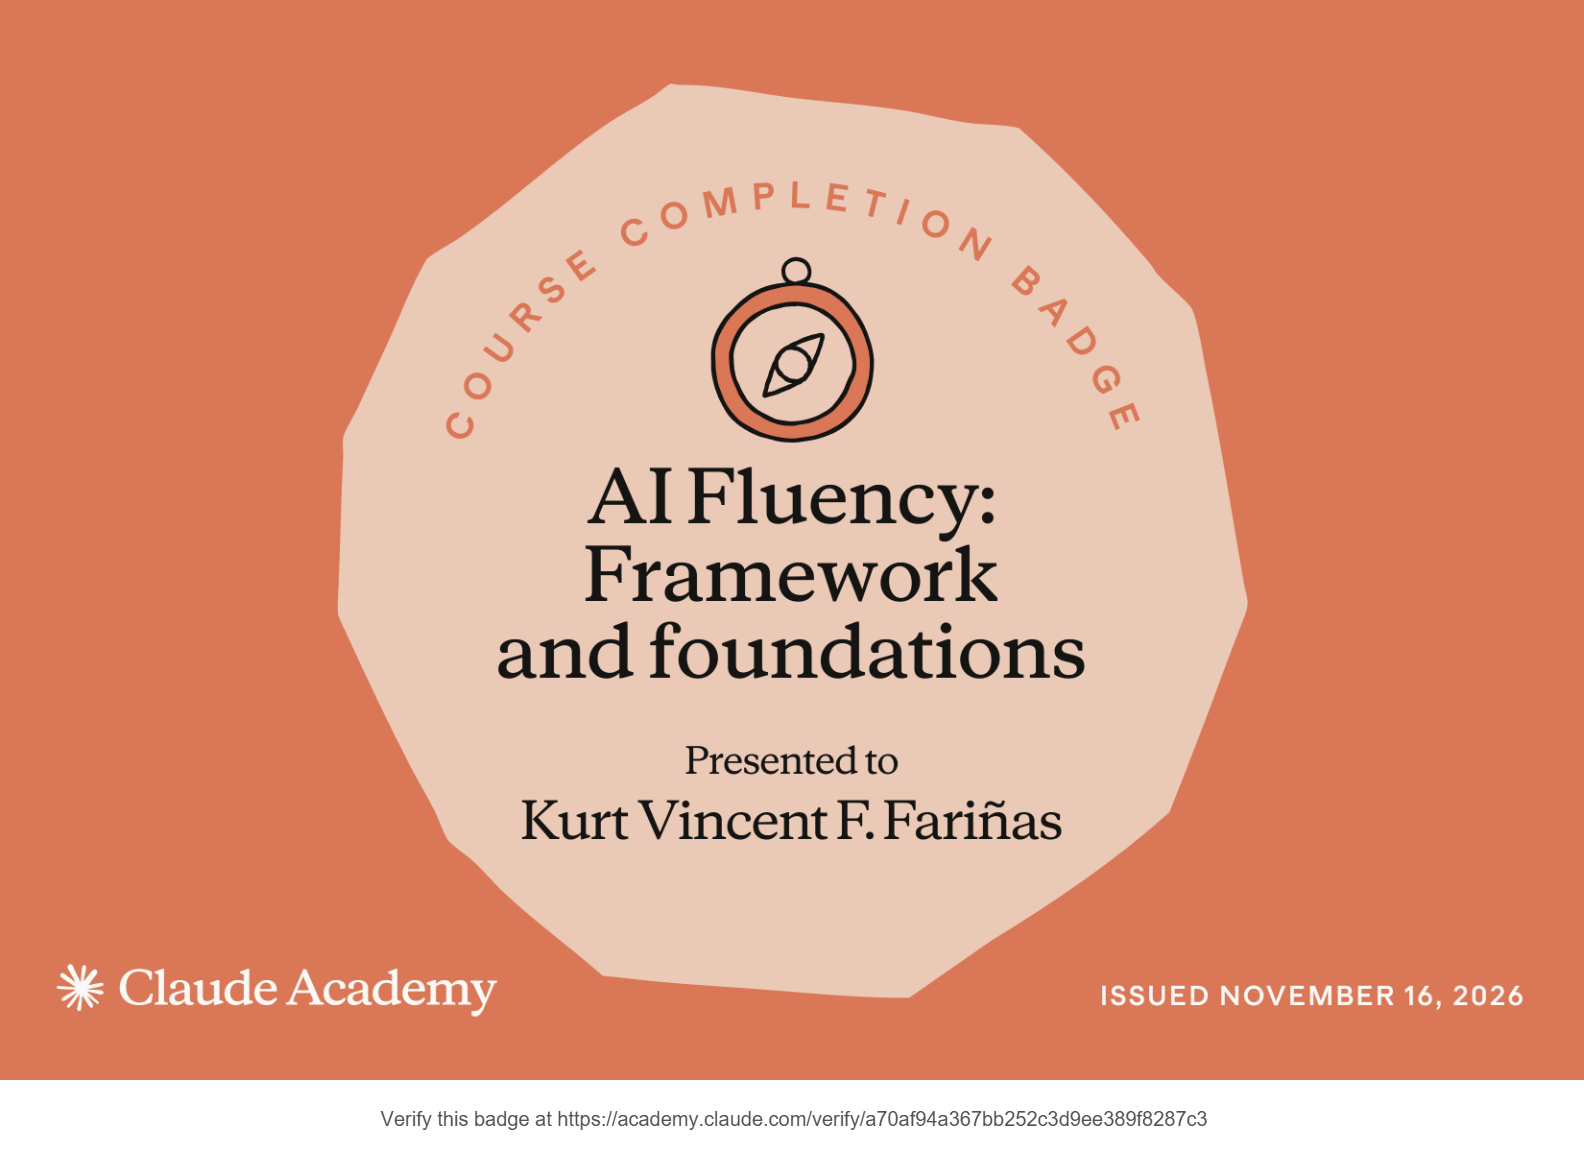 COURSE COMPLETION BADGE
AI Fluency:
Framework
and foundations
Presented to
Kurt Vincent F. Fariñas
Claude Academy
ISSUED NOVEMBER 16, 2026
Verify this badge at https://academy.claude.com/verify/a70af94a367bb252c3d9ee389f8287c3